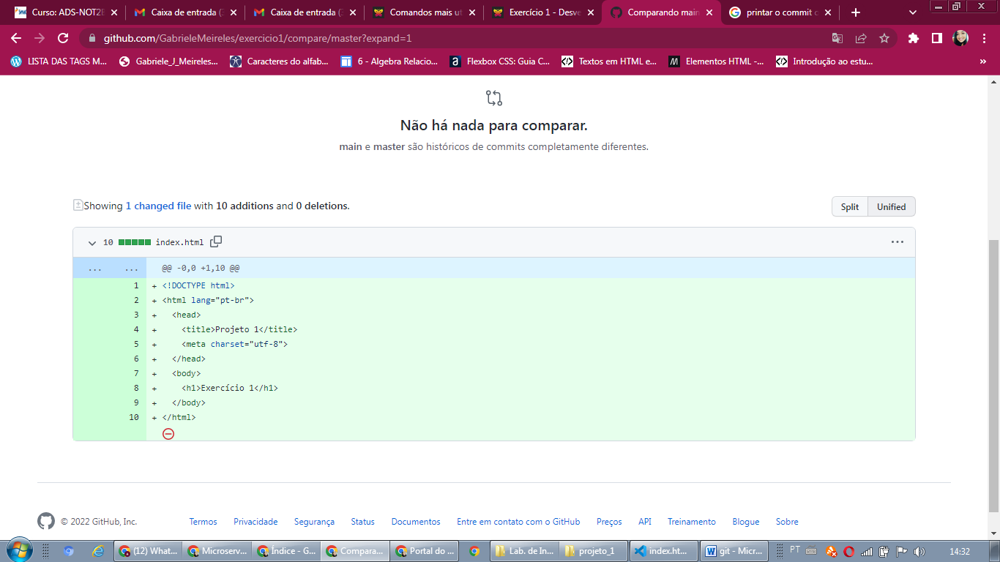 Curso: ADS-NOT2E
Caixa de entrada (2
Caixa de entrada (3
Comandos mais ut
Exercício 1 - Desve
Comparando main
printar o commit c
github.com/GabrieleMeireles/exercicio1/compare/master?expand=1
LISTA DAS TAGS M...
Gabriele_J_Meireles...
Caracteres do alfab...
6 - Algebra Relacio...
Flexbox CSS: Guia C...
Textos em HTML e...
Elementos HTML -...
Introdução ao estu...
»
Não há nada para comparar.
main e master são históricos de commits completamente diferentes.
Showing 1 changed file with 10 additions and 0 deletions.
Split Unified
10 index.html
... ... @@ -0,0 +1,10 @@
1 + <!DOCTYPE html>
2 + <html lang="pt-br">
3 + <head>
4 + <title>Projeto 1</title>
5 + <meta charset="utf-8">
6 + </head>
7 + <body>
8 + <h1>Exercício 1</h1>
9 + </body>
10 + </html>
© 2022 GitHub, Inc. Termos Privacidade Segurança Status Documentos Entre em contato com o GitHub Preços API Treinamento Blogue Sobre
(12) What... Microserv... Índice - G... Compara... Portal do ... Lab. de In... projeto_1 index.ht... git - Micr... PT 14:32